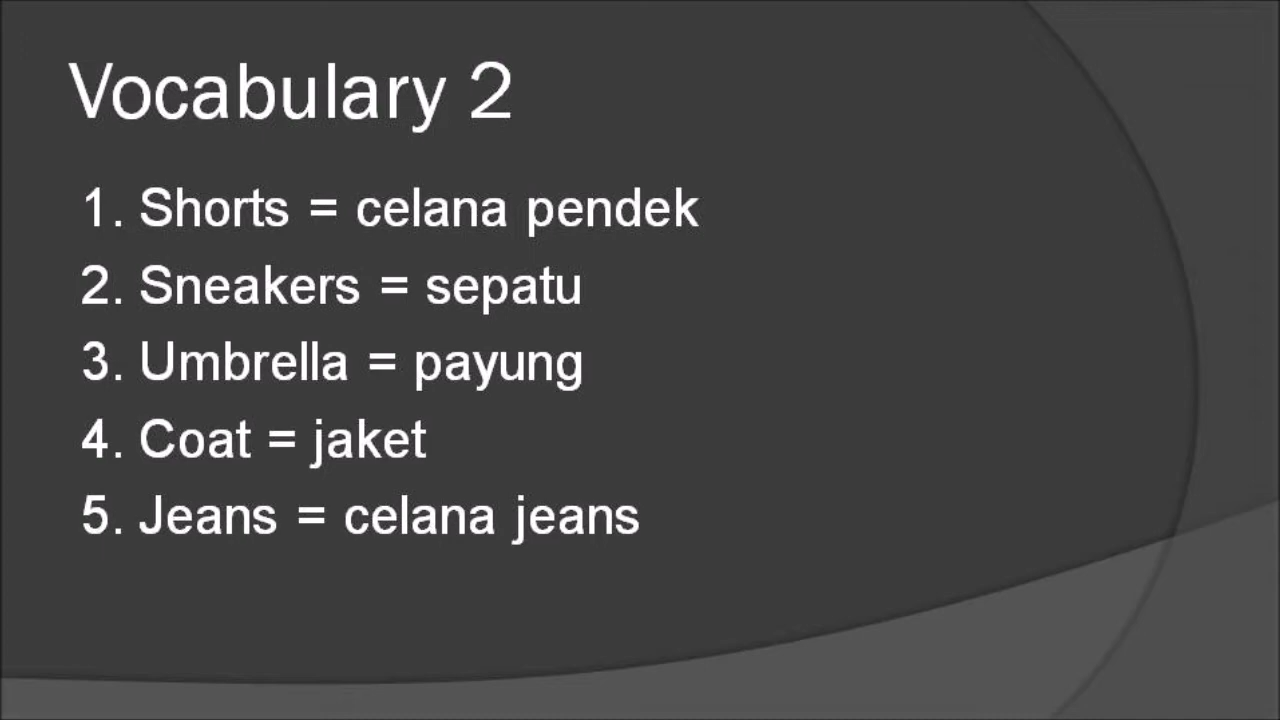 Vocabulary 2
1. Shorts = celana pendek
2. Sneakers = sepatu
3. Umbrella = payung
4. Coat = jaket
5. Jeans = celana jeans